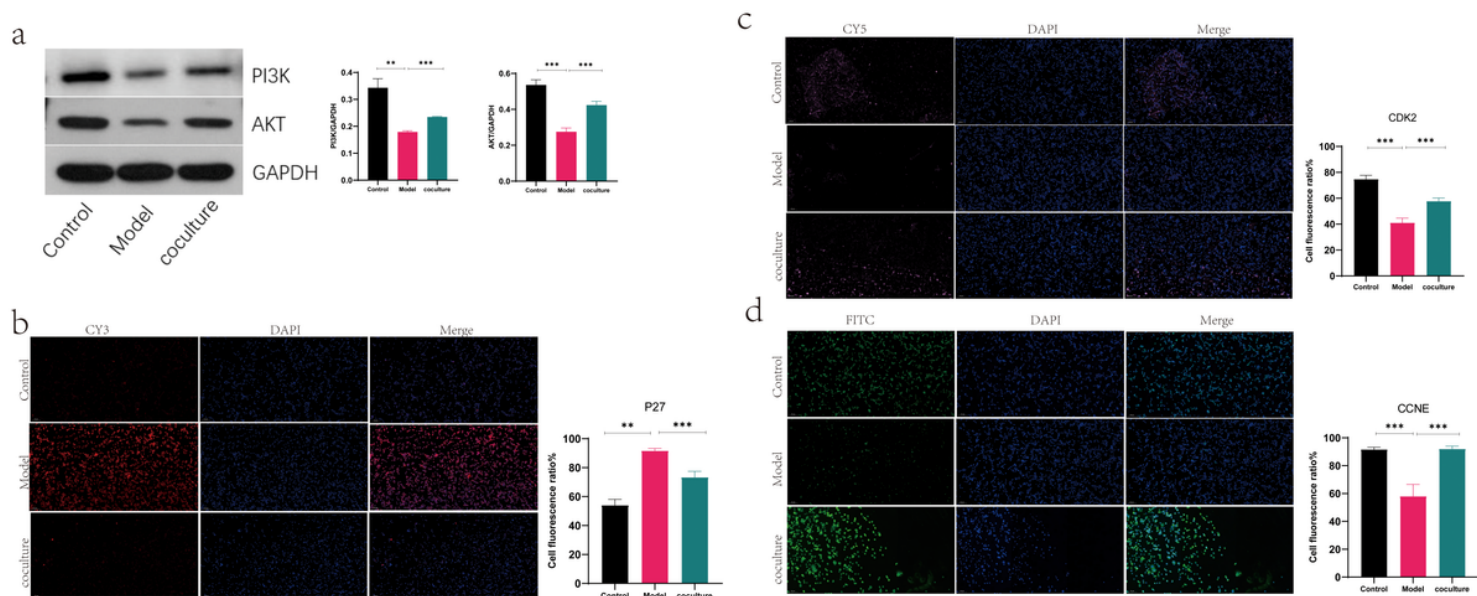 a
PI3K
AKT
GAPDH
Control
Model
coculture
** ***
PI3K/GAPDH
0.4
0.3
0.2
0.1
0.0
Control Model coculture
*** ***
AKT/GAPDH
0.6
0.4
0.2
0.0
Control Model coculture
b
CY3 DAPI Merge
Control
Model
coculture
P27
** ***
Cell fluorescence ratio%
100
80
60
40
20
0
Control Model coculture
c
CY5 DAPI Merge
Control
Model
coculture
CDK2
*** ***
Cell fluorescence ratio%
100
80
60
40
20
0
Control Model coculture
d
FITC DAPI Merge
Control
Model
coculture
CCNE
*** ***
Cell fluorescence ratio%
100
80
60
40
20
0
Control Model coculture